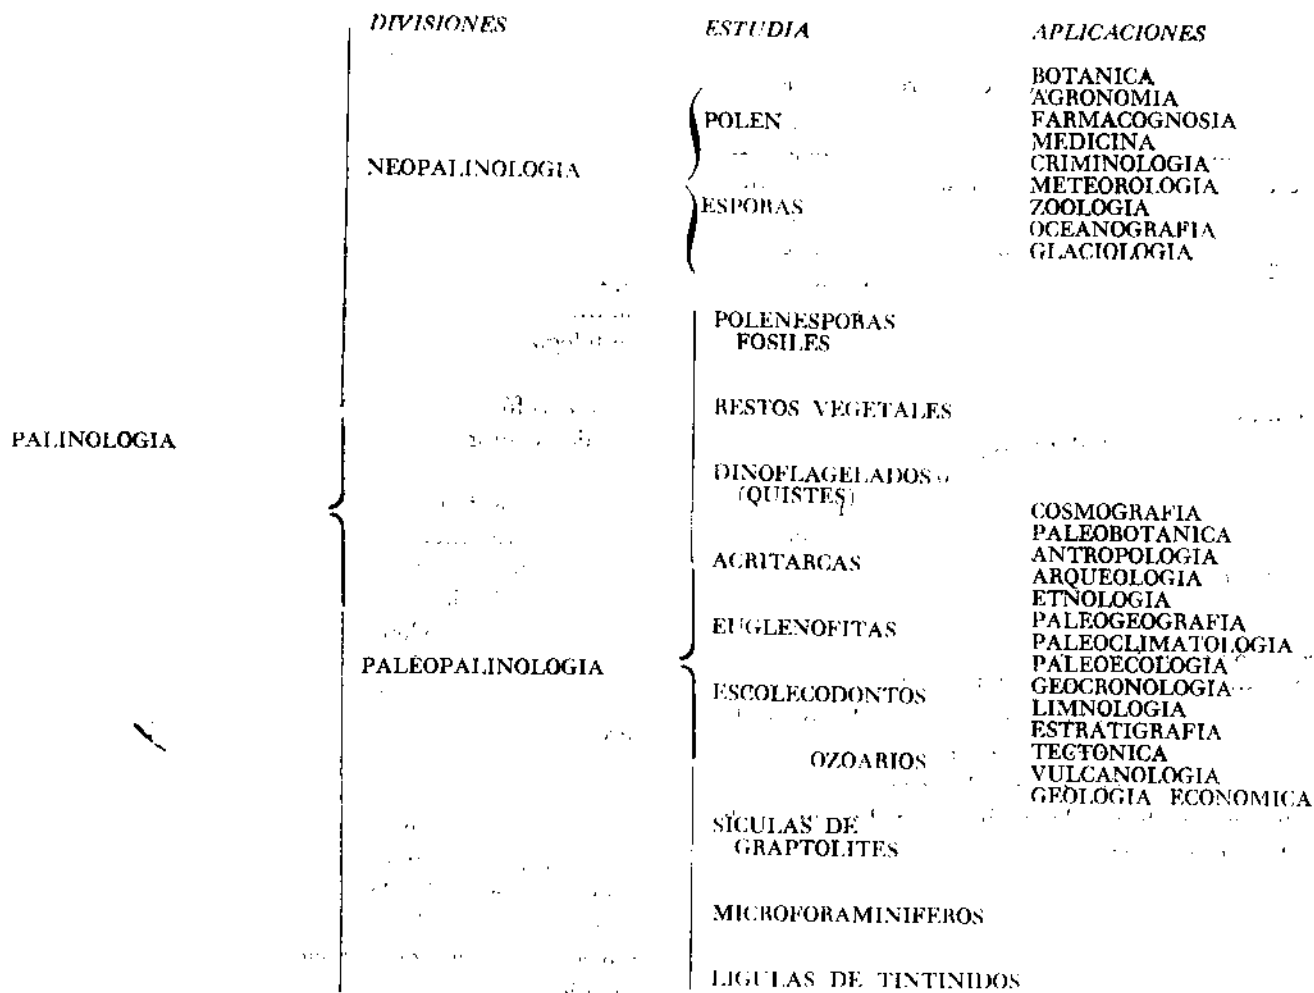 DIVISIONES
ESTUDIA
APLICACIONES
PALINOLOGIA
NEOPALINOLOGIA
POLEN
ESPORAS
BOTANICA
AGRONOMIA
FARMACOGNOSIA
MEDICINA
CRIMINOLOGIA
METEOROLOGIA
ZOOLOGIA
OCEANOGRAFIA
GLACIOLOGIA
PALEOPALINOLOGIA
POLENESPORAS
FOSILES
RESTOS VEGETALES
DINOFLAGELADOS
(QUISTES)
ACRITARCAS
EUGLENOFITAS
ESCOLECODONTOS
OZOARIOS
SICULAS DE
GRAPTOLITES
MICROFORAMINIFEROS
LIGULAS DE TINTINIDOS
COSMOGRAFIA
PALEOBOTANICA
ANTROPOLOGIA
ARQUEOLOGIA
ETNOLOGIA
PALEOGEOGRAFIA
PALEOCLIMATOLOGIA
PALEOECOLOGIA
GEOCRONOLOGIA
LIMNOLOGIA
ESTRATIGRAFIA
TECTONICA
VULCANOLOGIA
GEOLOGIA ECONOMICA